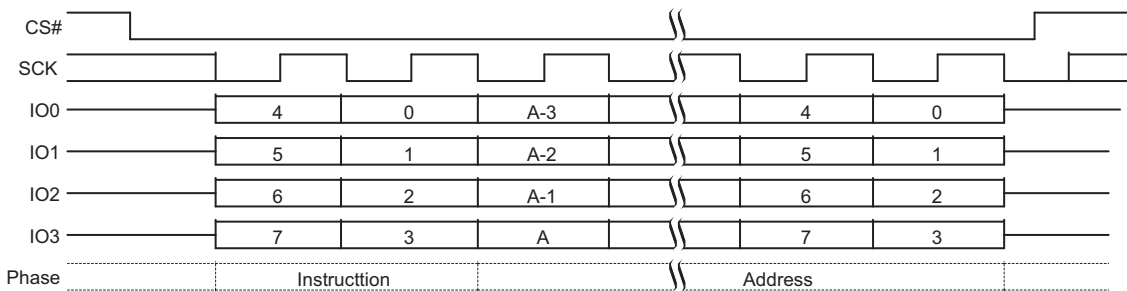 CS#
SCK
IO0 4 0 A-3 4 0
IO1 5 1 A-2 5 1
IO2 6 2 A-1 6 2
IO3 7 3 A 7 3
Phase Instructtion Address